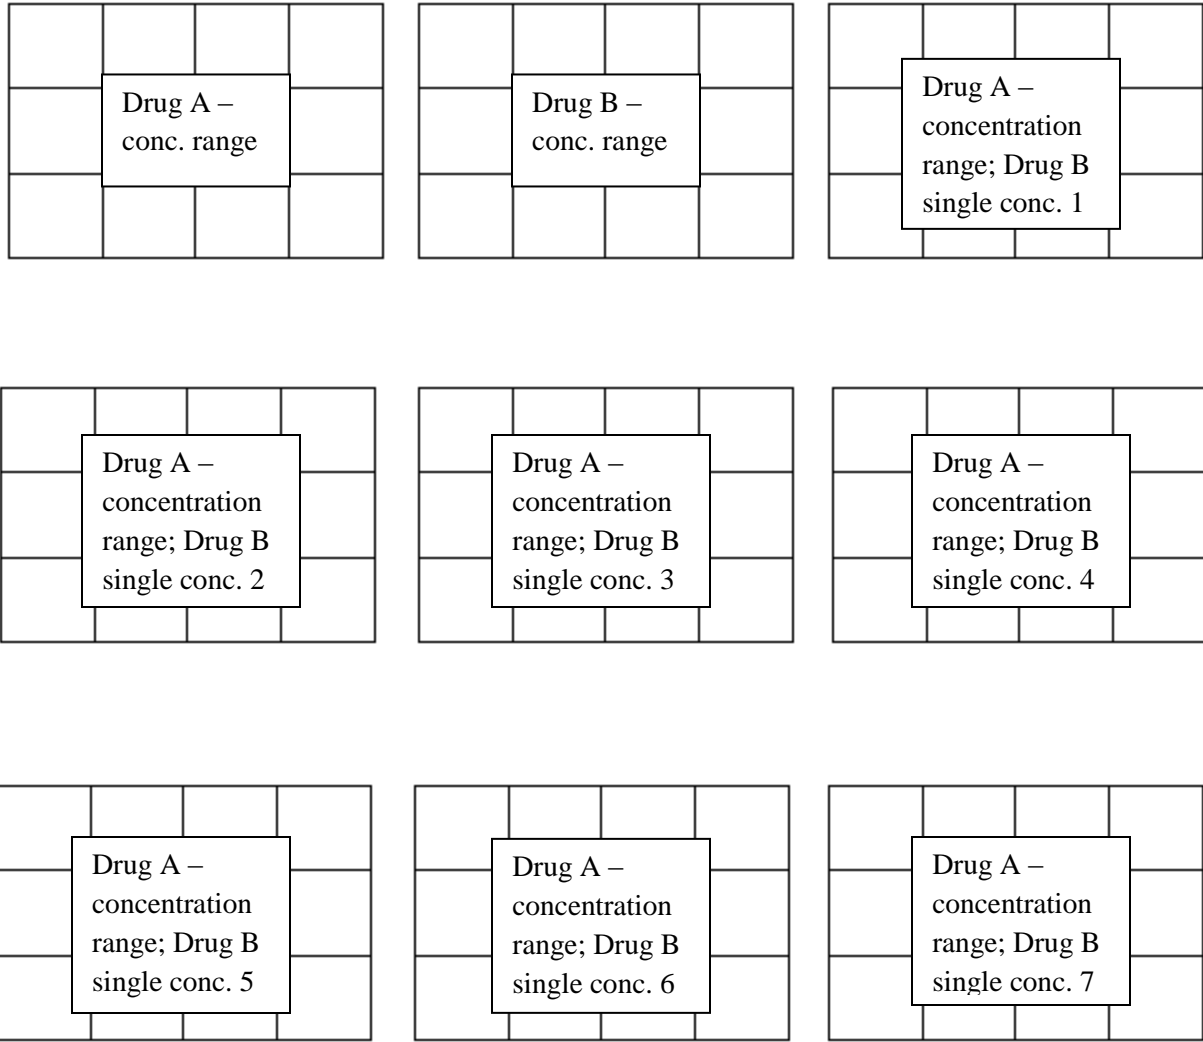 Drug A –
conc. range
Drug B –
conc. range
Drug A –
concentration
range; Drug B
single conc. 1
Drug A –
concentration
range; Drug B
single conc. 2
Drug A –
concentration
range; Drug B
single conc. 3
Drug A –
concentration
range; Drug B
single conc. 4
Drug A –
concentration
range; Drug B
single conc. 5
Drug A –
concentration
range; Drug B
single conc. 6
Drug A –
concentration
range; Drug B
single conc. 7